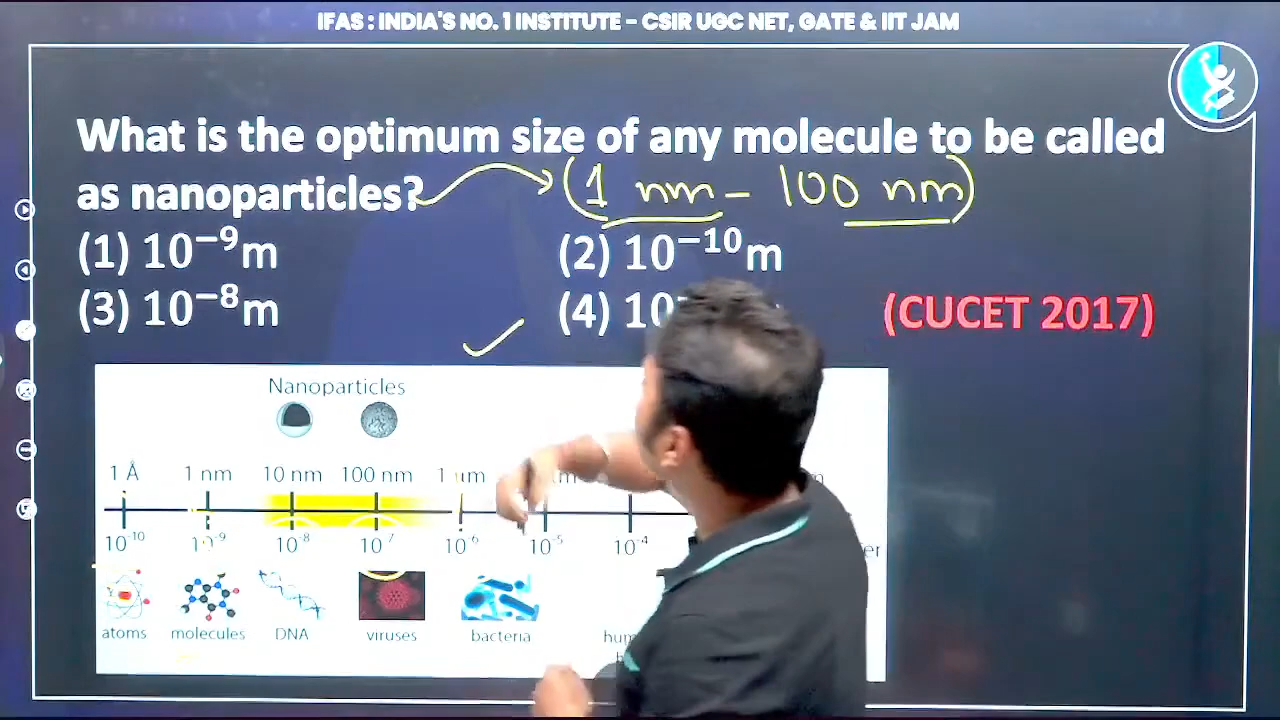 IFAS : INDIA'S NO. 1 INSTITUTE – CSIR UGC NET, GATE & IIT JAM
What is the optimum size of any molecule to be called
as nanoparticles? (1 nm – 100 nm)
(1) 10⁻⁹m (2) 10⁻¹⁰m
(3) 10⁻⁸m (4) 10 (CUCET 2017)
Nanoparticles
1 Å 1 nm 10 nm 100 nm 1 μm
10⁻¹⁰ 10⁻⁹ 10⁻⁸ 10⁻⁷ 10⁻⁶ 10⁻⁵ 10⁻⁴
atoms molecules DNA viruses bacteria